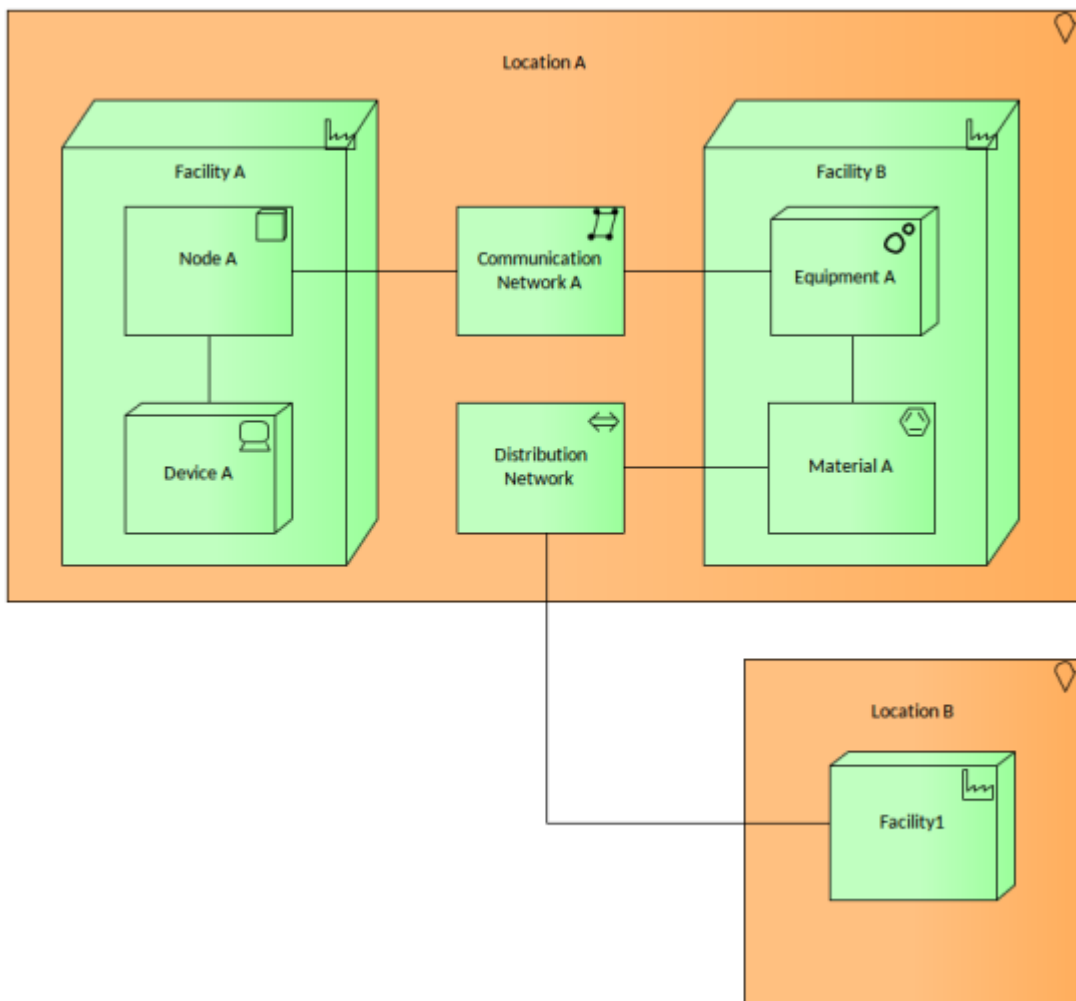 Location A
Facility A
Facility B
Node A
Communication
Network A
Equipment A
Device A
Distribution
Network
Material A
Location B
Facility1